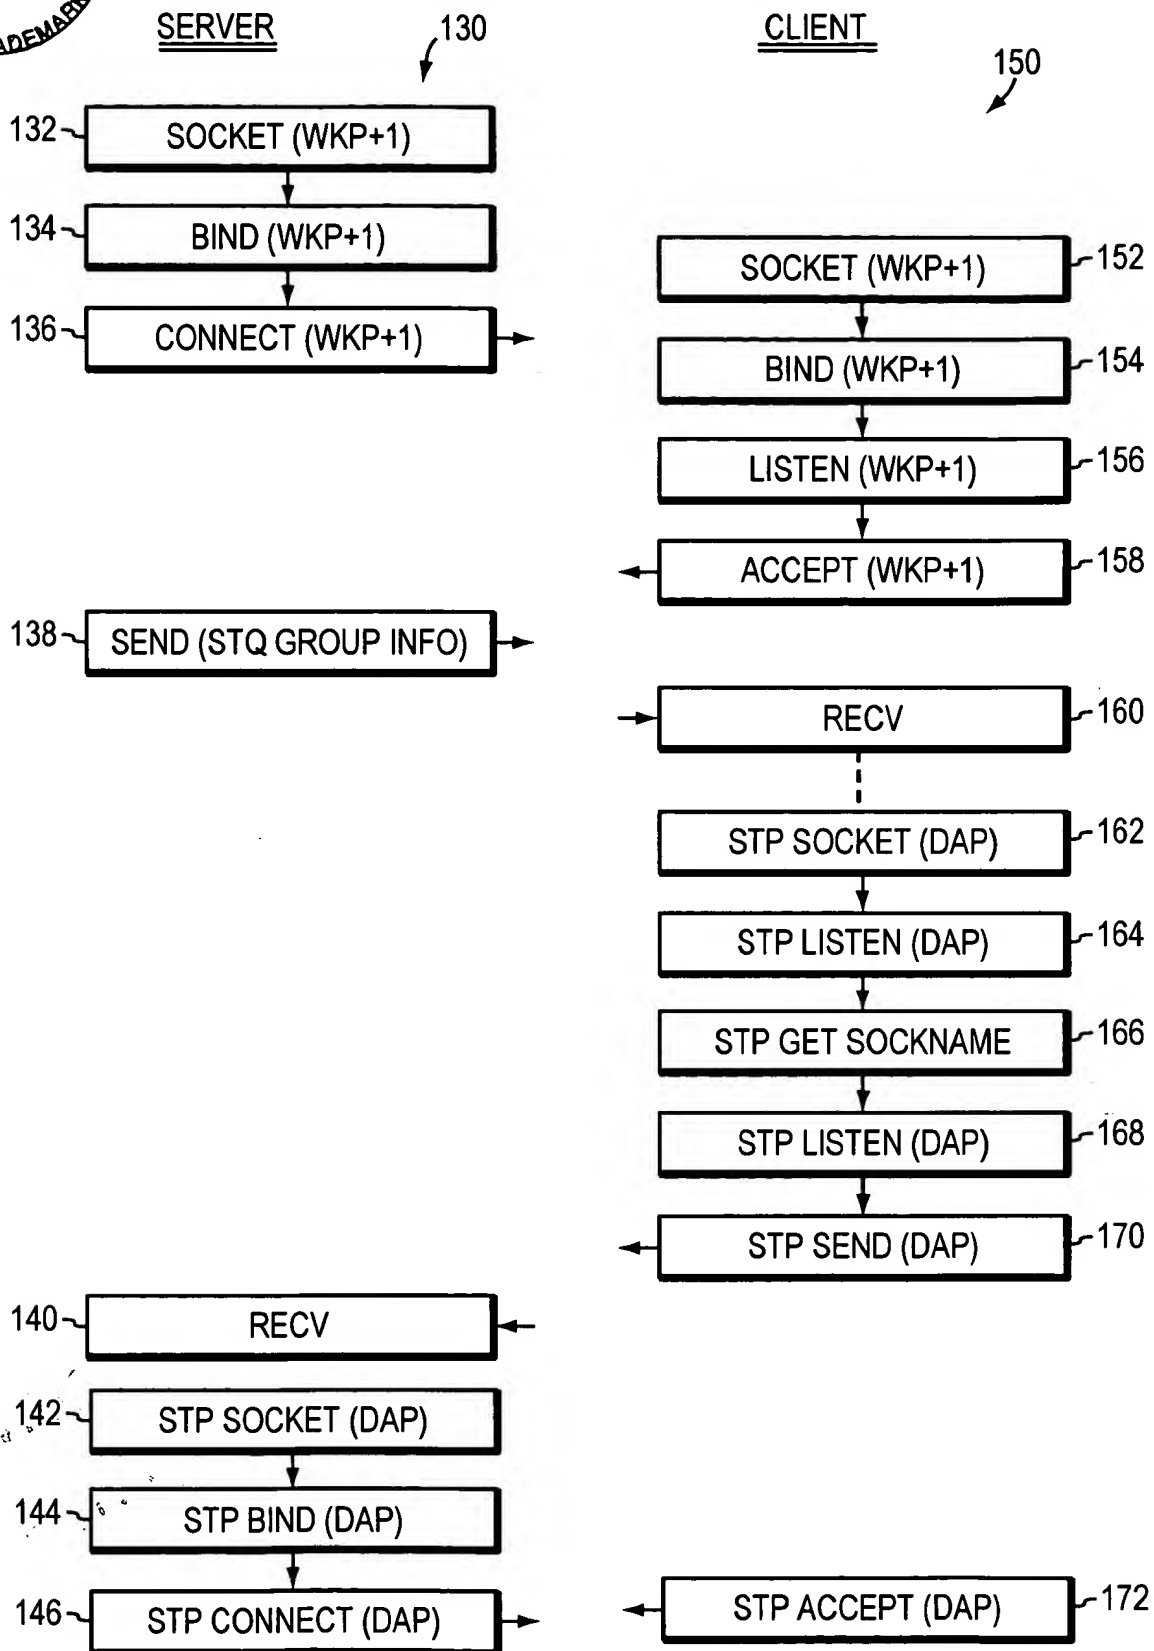 SERVER
130
CLIENT
150
132
SOCKET (WKP+1)
134
BIND (WKP+1)
136
CONNECT (WKP+1)
SOCKET (WKP+1)
152
BIND (WKP+1)
154
LISTEN (WKP+1)
156
ACCEPT (WKP+1)
158
138
SEND (STQ GROUP INFO)
RECV
160
STP SOCKET (DAP)
162
STP LISTEN (DAP)
164
STP GET SOCKNAME
166
STP LISTEN (DAP)
168
STP SEND (DAP)
170
140
RECV
142
STP SOCKET (DAP)
144
STP BIND (DAP)
146
STP CONNECT (DAP)
STP ACCEPT (DAP)
172